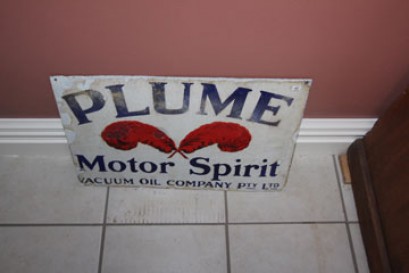 PLUME
Motor Spirit
VACUUM OIL COMPANY PTY LTD